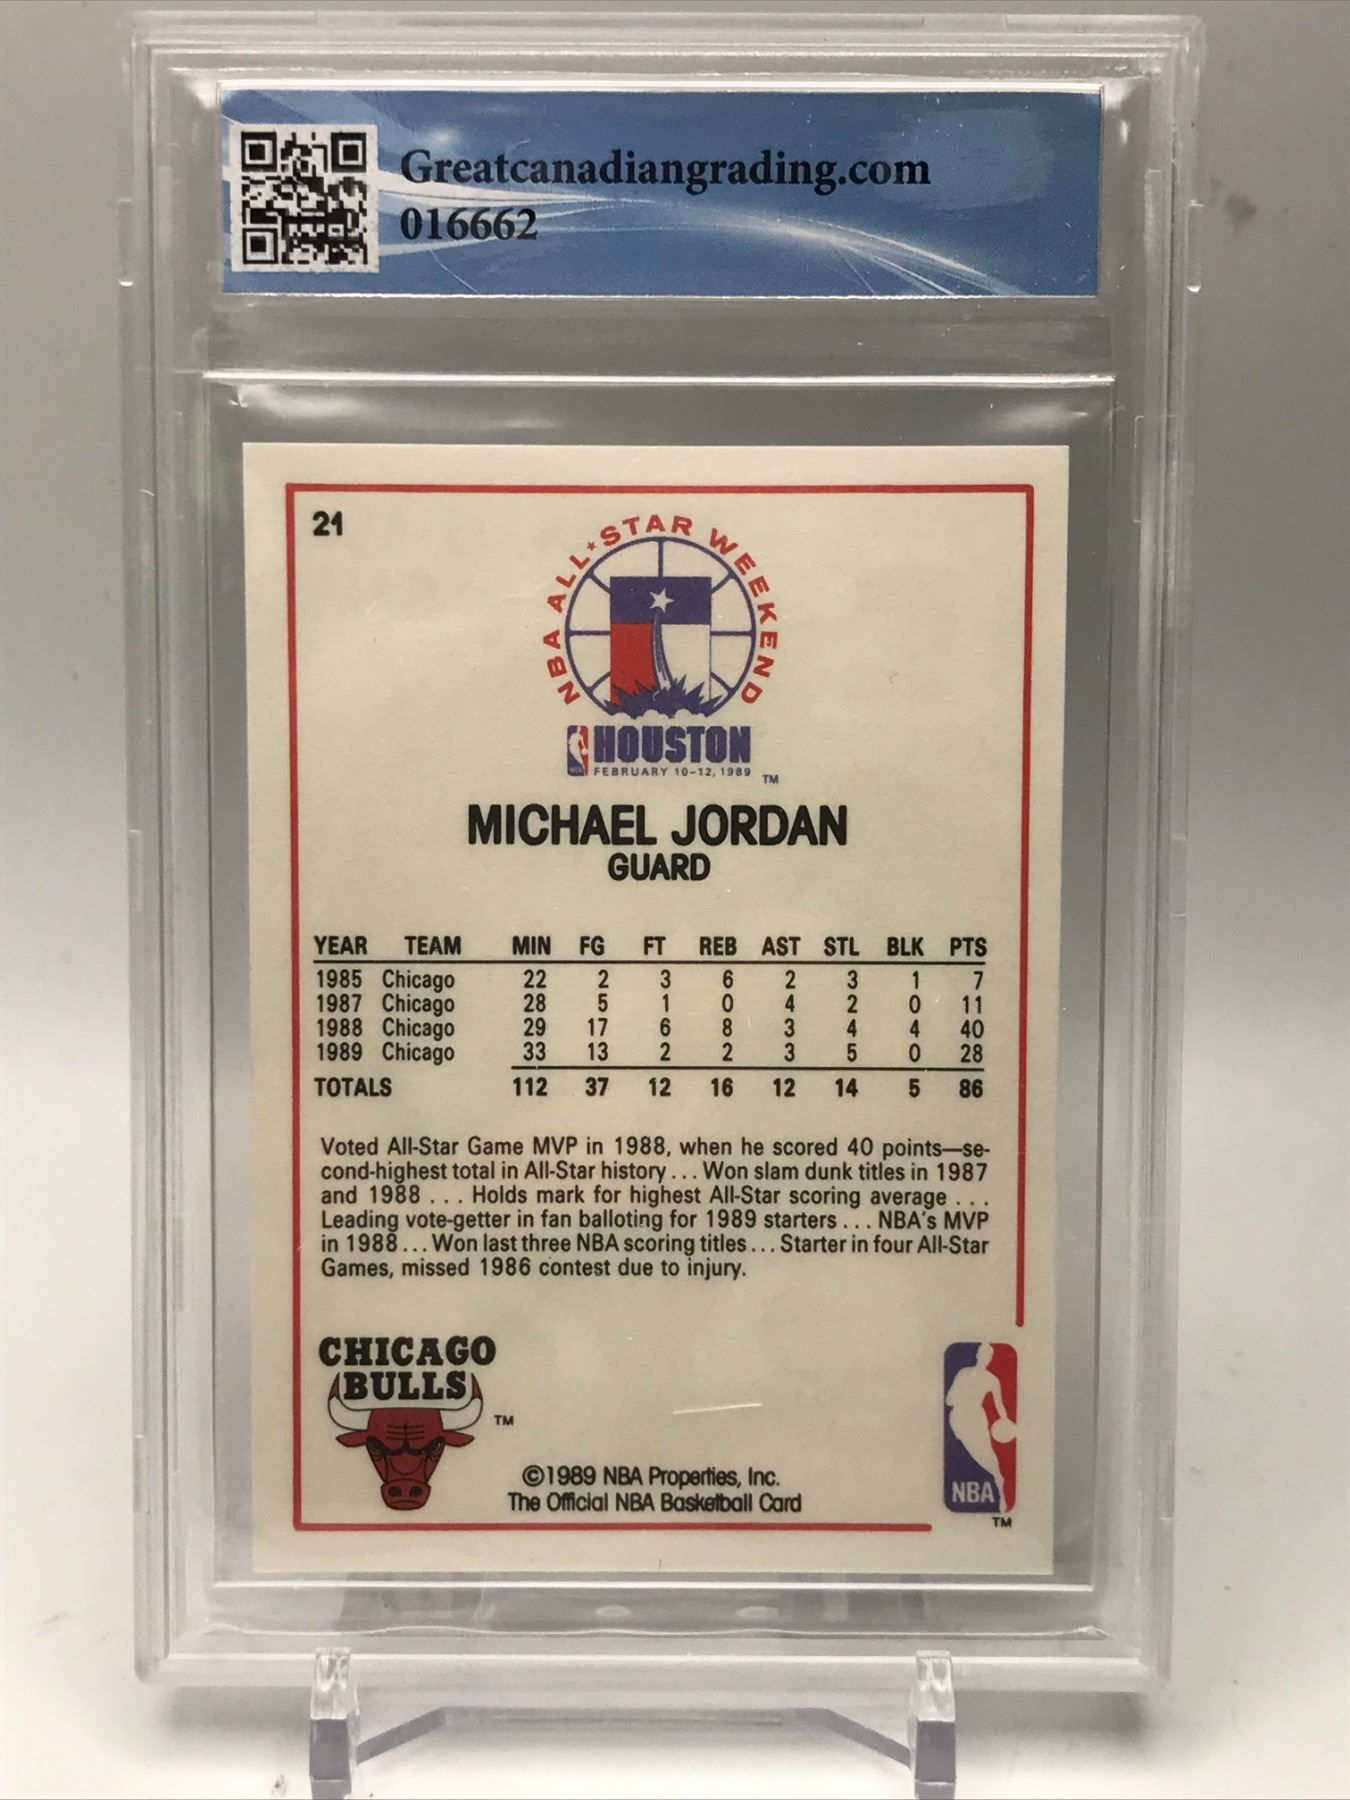 Greatcanadiangrading.com
016662
21
NBA ALL★STAR WEEKEND
HOUSTON
NBA
FEBRUARY 10-12, 1989 TM
MICHAEL JORDAN
GUARD
YEAR TEAM MIN FG FT REB AST STL BLK PTS
1985 Chicago 22 2 3 6 2 3 1 7
1987 Chicago 28 5 1 0 4 2 0 11
1988 Chicago 29 17 6 8 3 4 4 40
1989 Chicago 33 13 2 2 3 5 0 28
TOTALS 112 37 12 16 12 14 5 86
Voted All-Star Game MVP in 1988, when he scored 40 points—se-
cond-highest total in All-Star history . . . Won slam dunk titles in 1987
and 1988 . . . Holds mark for highest All-Star scoring average . . .
Leading vote-getter in fan balloting for 1989 starters . . . NBA's MVP
in 1988 . . . Won last three NBA scoring titles . . . Starter in four All-Star
Games, missed 1986 contest due to injury.
CHICAGO
BULLS
TM
©1989 NBA Properties, Inc.
The Official NBA Basketball Card
NBA
TM